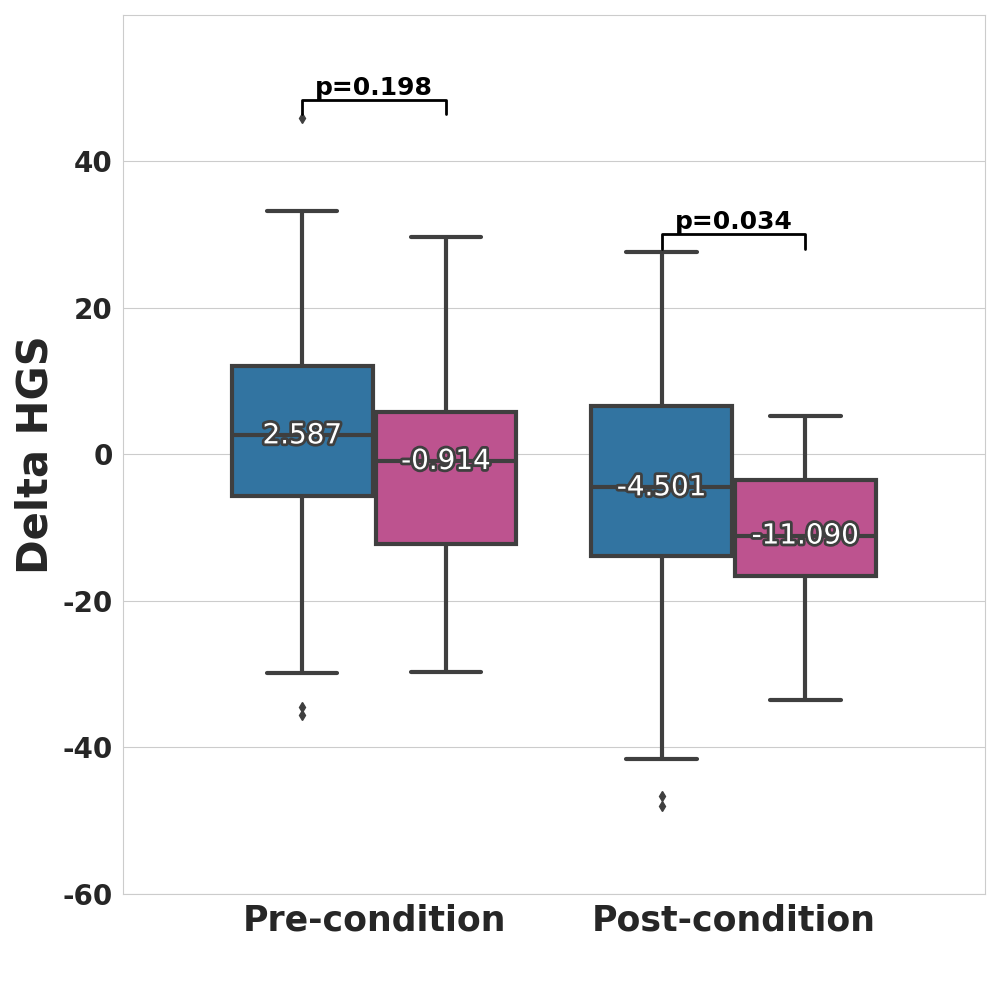 p=0.198
p=0.034
40
20
0
-20
-40
-60
Delta HGS
2.587
-0.914
-4.501
-11.090
Pre-condition
Post-condition